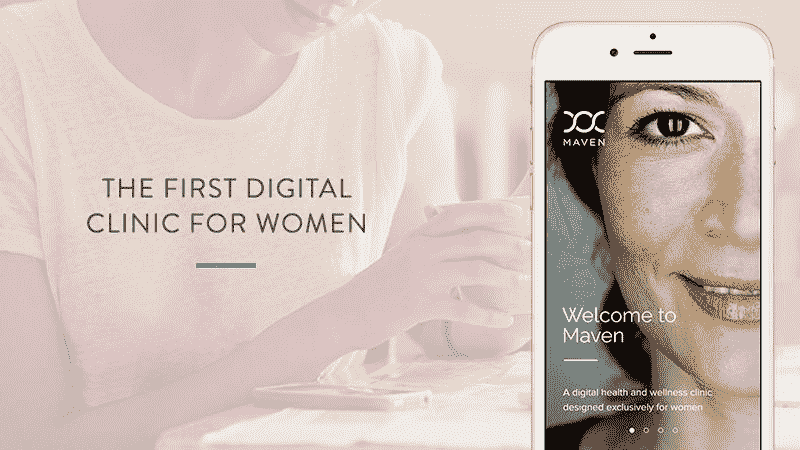 THE FIRST DIGITAL
CLINIC FOR WOMEN
MAVEN
Welcome to
Maven
A digital health and wellness clinic
designed exclusively for women